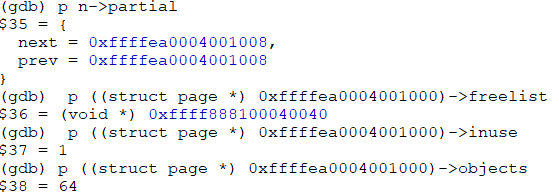 (gdb) p n->partial
$35 = {
  next = 0xffffea0004001008,
  prev = 0xffffea0004001008
}
(gdb)  p ((struct page *) 0xffffea0004001000)->freelist
$36 = (void *) 0xffff888100040040
(gdb)  p ((struct page *) 0xffffea0004001000)->inuse
$37 = 1
(gdb) p ((struct page *) 0xffffea0004001000)->objects
$38 = 64